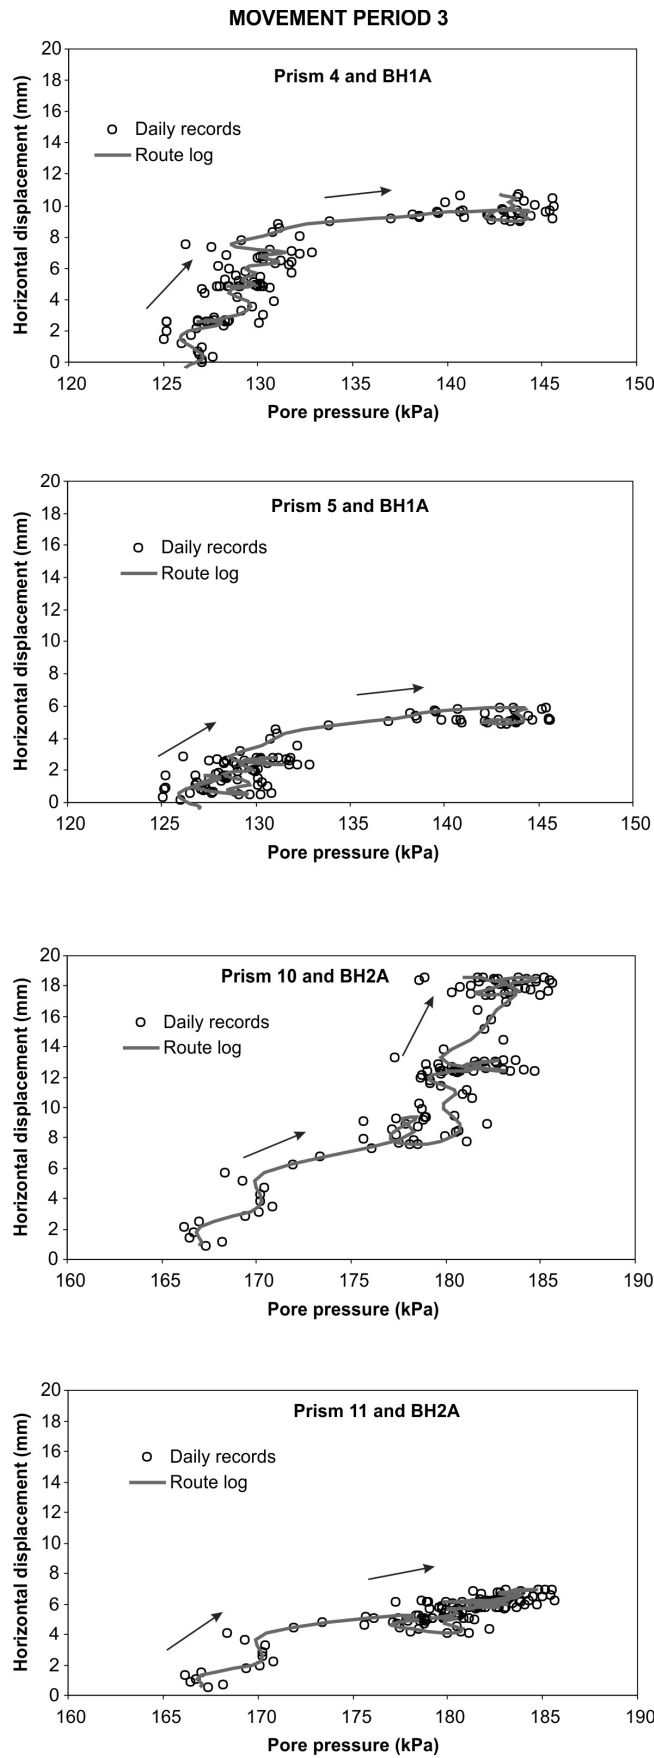 MOVEMENT PERIOD 3
20
18
16
14
12
10
8
6
4
2
0
Horizontal displacement (mm)
Prism 4 and BH1A
Daily records
Route log
120 125 130 135 140 145 150
Pore pressure (kPa)
20
18
16
14
12
10
8
6
4
2
0
Horizontal displacement (mm)
Prism 5 and BH1A
Daily records
Route log
120 125 130 135 140 145 150
Pore pressure (kPa)
20
18
16
14
12
10
8
6
4
2
0
Horizontal displacement (mm)
Prism 10 and BH2A
Daily records
Route log
160 165 170 175 180 185 190
Pore pressure (kPa)
20
18
16
14
12
10
8
6
4
2
0
Horizontal displacement (mm)
Prism 11 and BH2A
Daily records
Route log
160 165 170 175 180 185 190
Pore pressure (kPa)